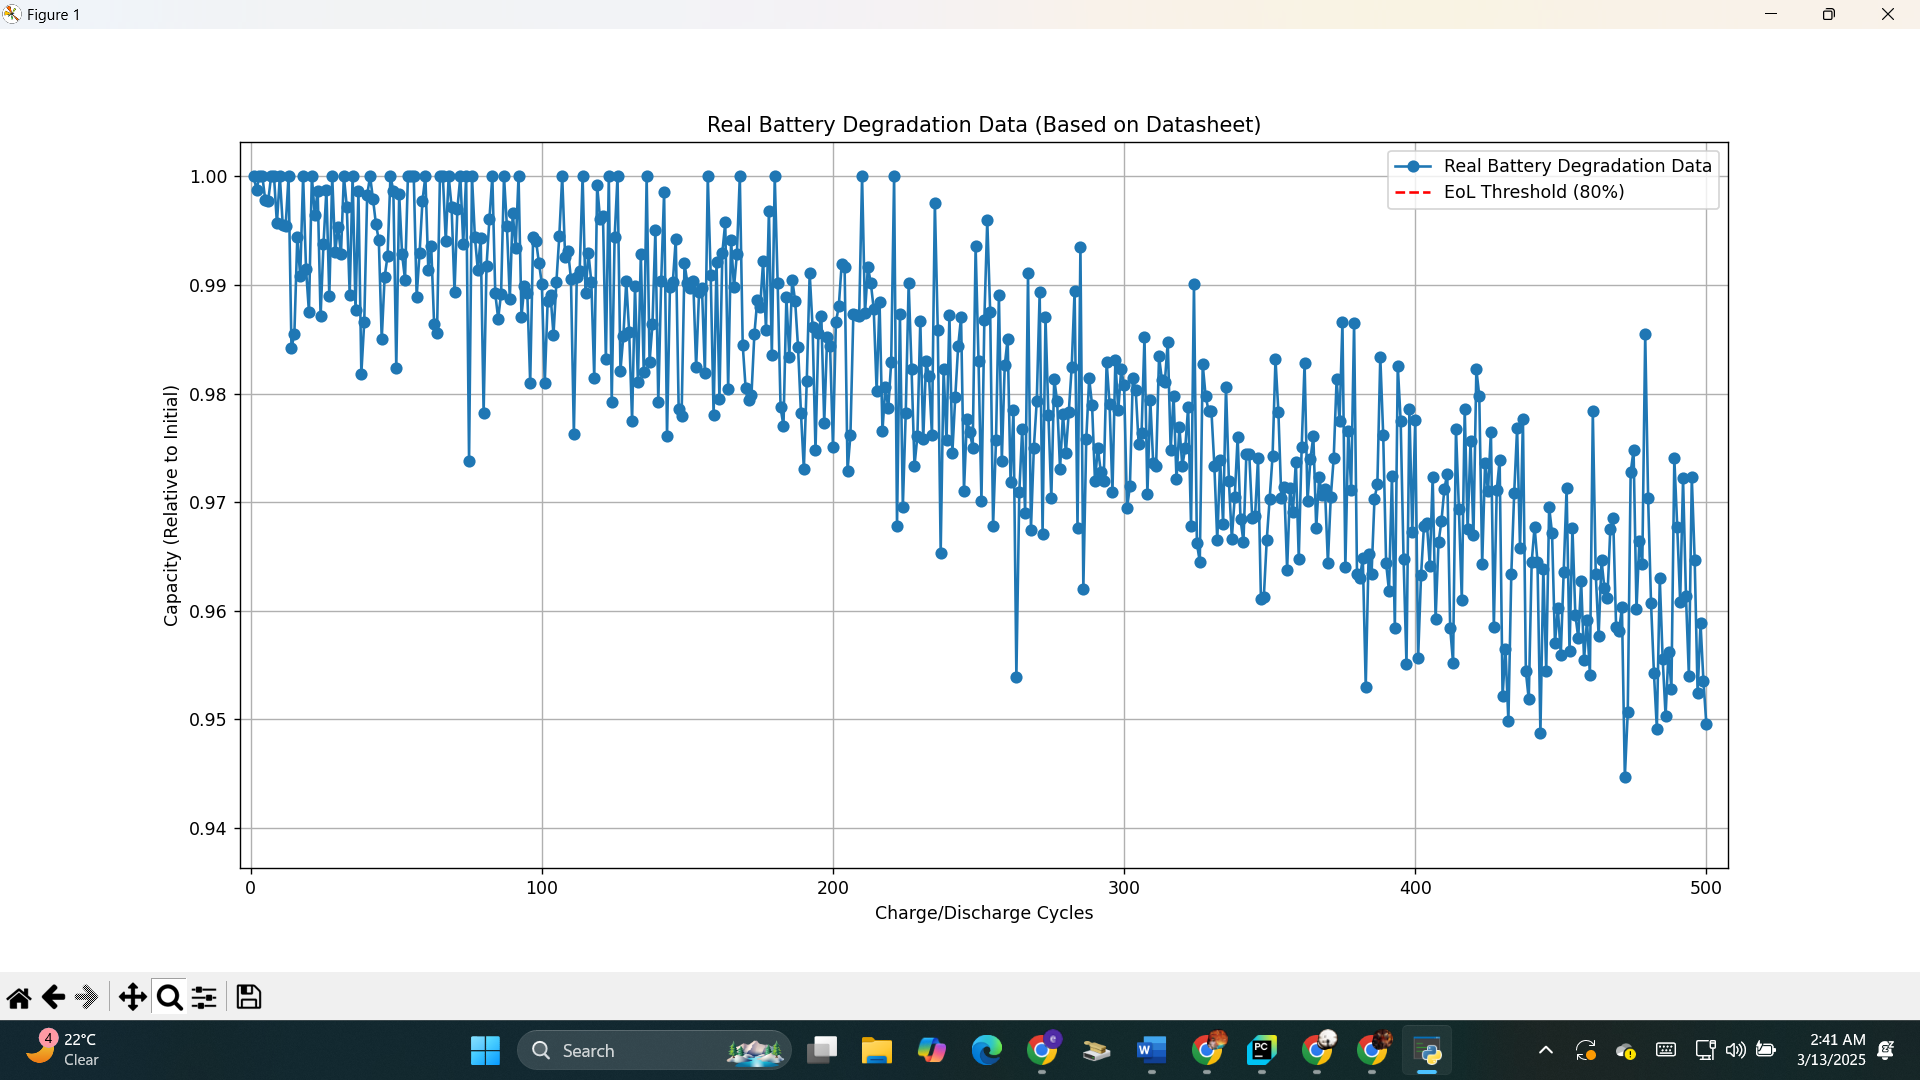 Figure 1
Real Battery Degradation Data (Based on Datasheet)
Real Battery Degradation Data
EoL Threshold (80%)
1.00
0.99
0.98
0.97
0.96
0.95
0.94
Capacity (Relative to Initial)
0 100 200 300 400 500
Charge/Discharge Cycles
4
22°C
Clear
Search
e
W
PC
2:41 AM
3/13/2025